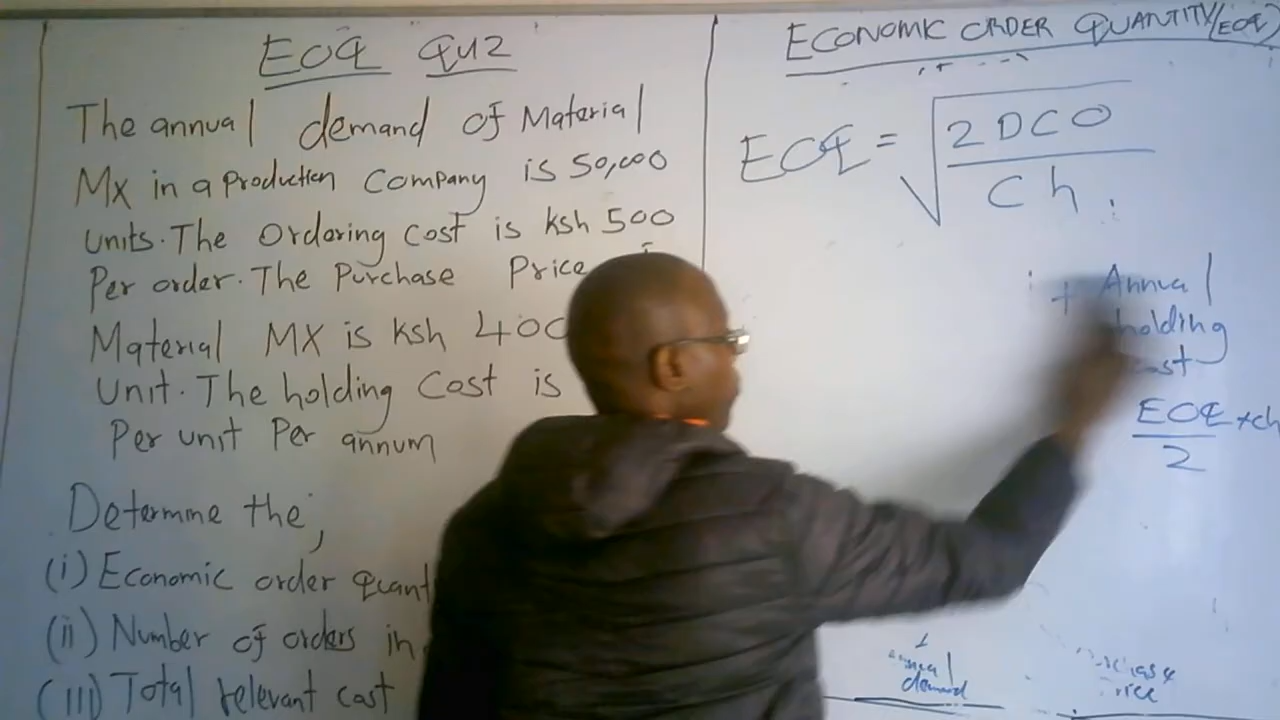 EOQ QU2
The annual demand of Material
MX in a Production Company is 50,000
units. The Ordering Cost is ksh 500
Per order. The Purchase Price
Material MX is ksh 400
Unit. The holding Cost is
Per unit Per annum
Determine the;
(i) Economic order quant
(ii) Number of orders in
(iii) Total relevant cost
ECONOMIC ORDER QUANTITY (EOQ)
EOQ = √2DCO
Ch
+ Annual
holding
EOQ × Ch
2
demand